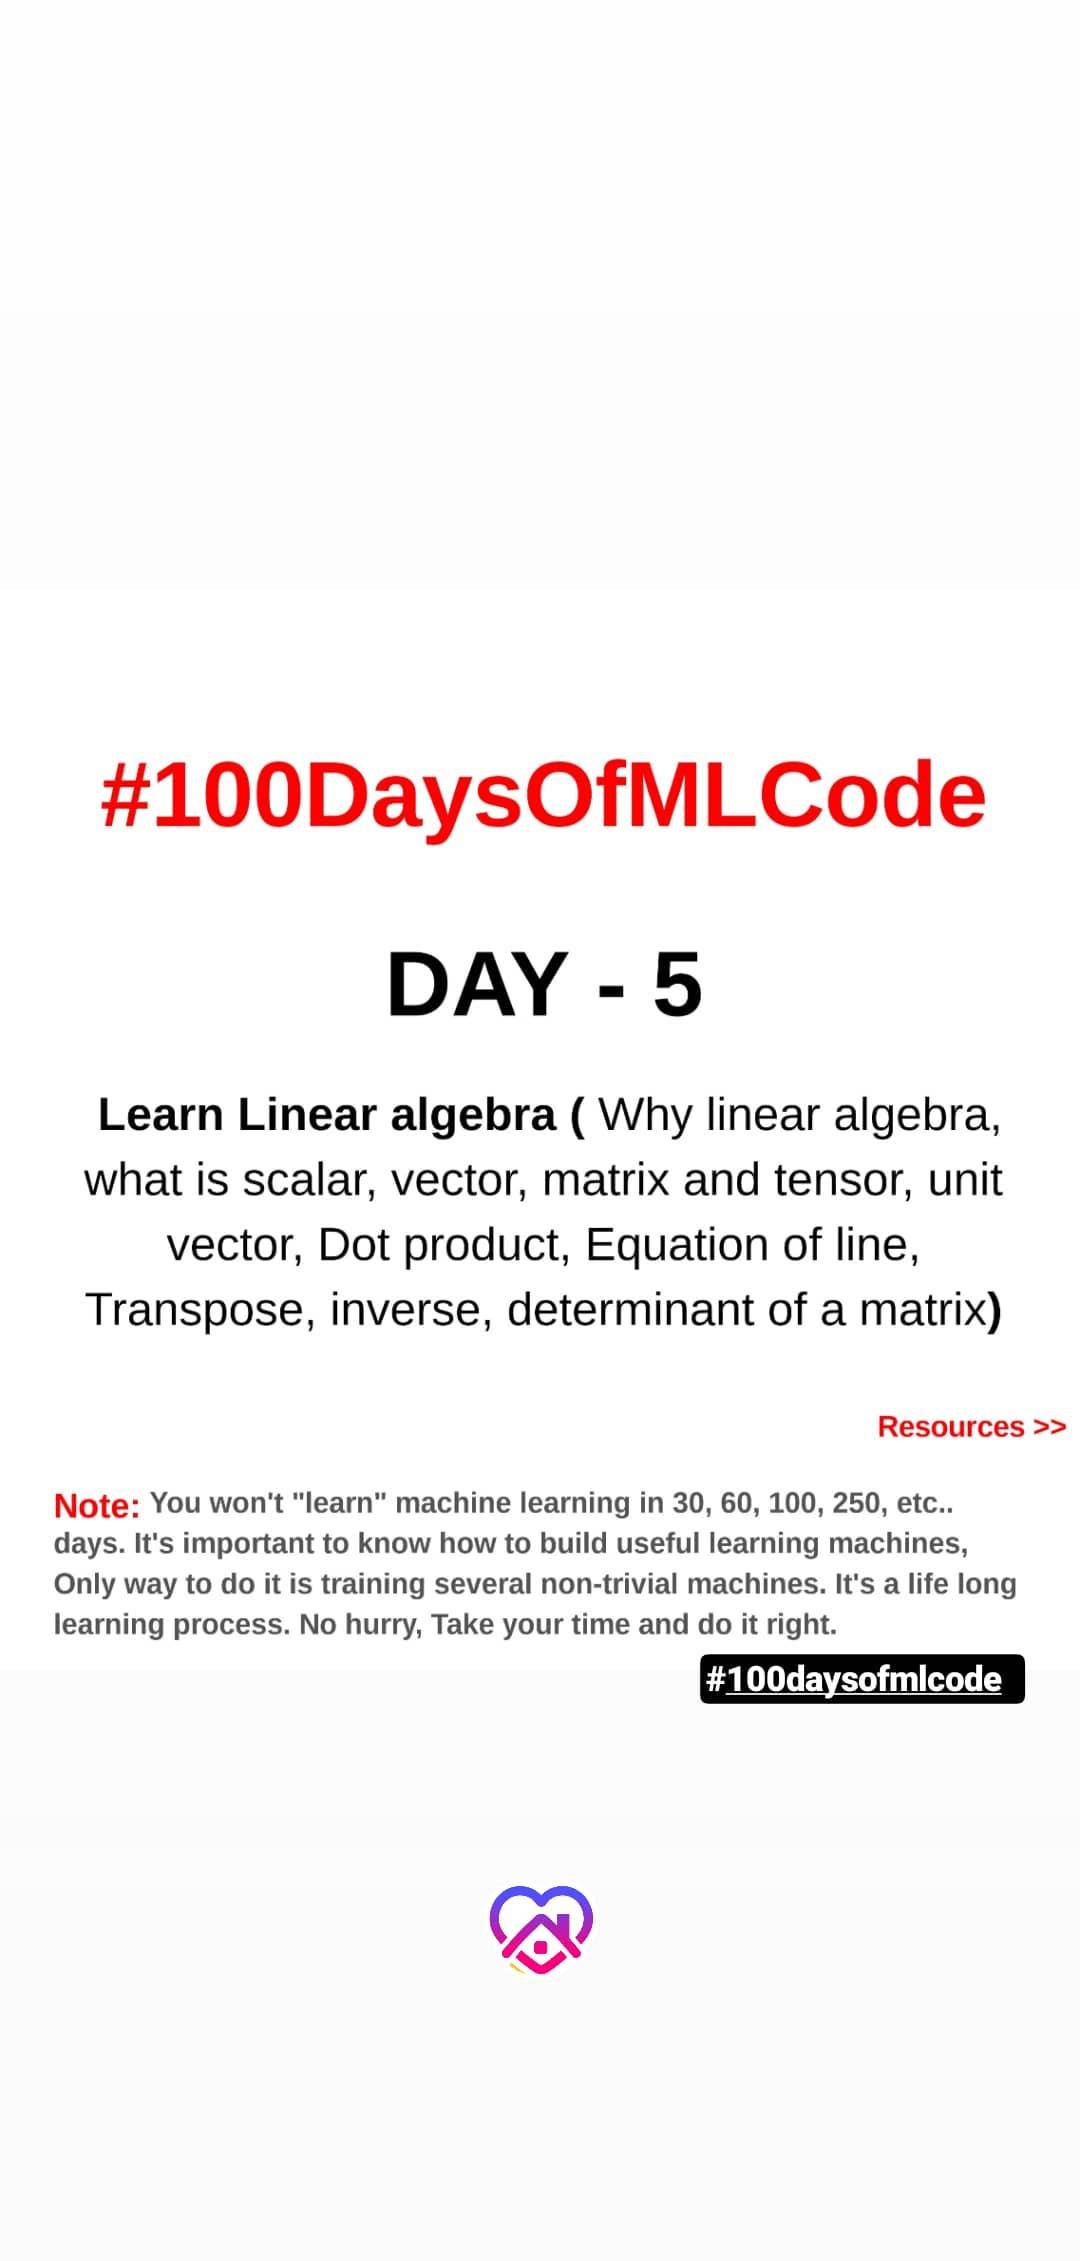 #100DaysOfMLCode
DAY - 5
Learn Linear algebra ( Why linear algebra,
what is scalar, vector, matrix and tensor, unit
vector, Dot product, Equation of line,
Transpose, inverse, determinant of a matrix)
Resources >>
Note: You won't "learn" machine learning in 30, 60, 100, 250, etc..
days. It's important to know how to build useful learning machines,
Only way to do it is training several non-trivial machines. It's a life long
learning process. No hurry, Take your time and do it right.
#100daysofmlcode